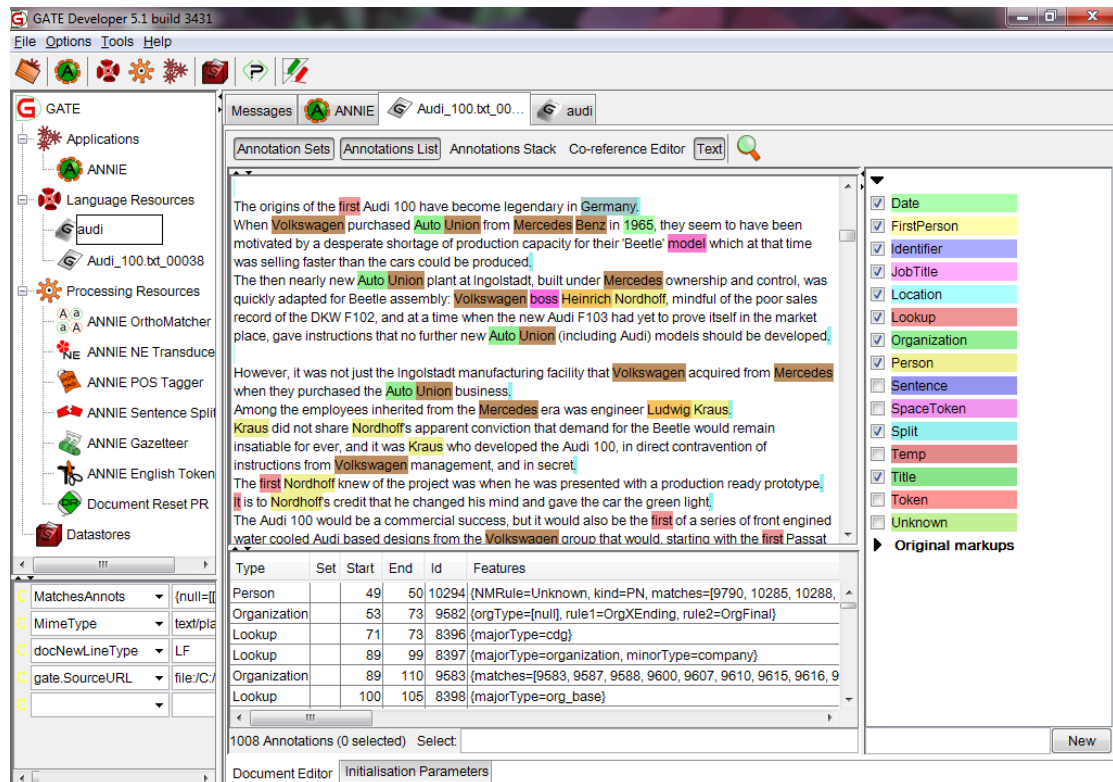 GATE Developer 5.1 build 3431
File Options Tools Help
GATE
Applications
ANNIE
Language Resources
audi
Audi_100.txt_00038
Processing Resources
ANNIE OrthoMatcher
ANNIE NE Transduce
ANNIE POS Tagger
ANNIE Sentence Split
ANNIE Gazetteer
ANNIE English Token
Document Reset PR
Datastores
MatchesAnnots {null=[[
MimeType text/pla
docNewLineType LF
gate.SourceURL file:/C:/
Messages ANNIE Audi_100.txt_00... audi
Annotation Sets Annotations List Annotations Stack Co-reference Editor Text
The origins of the first Audi 100 have become legendary in Germany.
When Volkswagen purchased Auto Union from Mercedes Benz in 1965, they seem to have been
motivated by a desperate shortage of production capacity for their 'Beetle' model which at that time
was selling faster than the cars could be produced.
The then nearly new Auto Union plant at Ingolstadt, built under Mercedes ownership and control, was
quickly adapted for Beetle assembly: Volkswagen boss Heinrich Nordhoff, mindful of the poor sales
record of the DKW F102, and at a time when the new Audi F103 had yet to prove itself in the market
place, gave instructions that no further new Auto Union (including Audi) models should be developed.
However, it was not just the Ingolstadt manufacturing facility that Volkswagen acquired from Mercedes
when they purchased the Auto Union business.
Among the employees inherited from the Mercedes era was engineer Ludwig Kraus.
Kraus did not share Nordhoff's apparent conviction that demand for the Beetle would remain
insatiable for ever, and it was Kraus who developed the Audi 100, in direct contravention of
instructions from Volkswagen management, and in secret.
The first Nordhoff knew of the project was when he was presented with a production ready prototype.
It is to Nordhoff's credit that he changed his mind and gave the car the green light.
The Audi 100 would be a commercial success, but it would also be the first of a series of front engined
water cooled Audi based designs from the Volkswagen group that would, starting with the first Passat
Type Set Start End Id Features
Person 49 50 10294 {NMRule=Unknown, kind=PN, matches=[9790, 10285, 10288,
Organization 53 73 9582 {orgType=[null], rule1=OrgXEnding, rule2=OrgFinal}
Lookup 71 73 8396 {majorType=cdg}
Lookup 89 99 8397 {majorType=organization, minorType=company}
Organization 89 110 9583 {matches=[9583, 9587, 9588, 9600, 9607, 9610, 9615, 9616, 9
Lookup 100 105 8398 {majorType=org_base}
1008 Annotations (0 selected) Select:
New
Document Editor Initialisation Parameters
Date
FirstPerson
Identifier
JobTitle
Location
Lookup
Organization
Person
Sentence
SpaceToken
Split
Temp
Title
Token
Unknown
Original markups